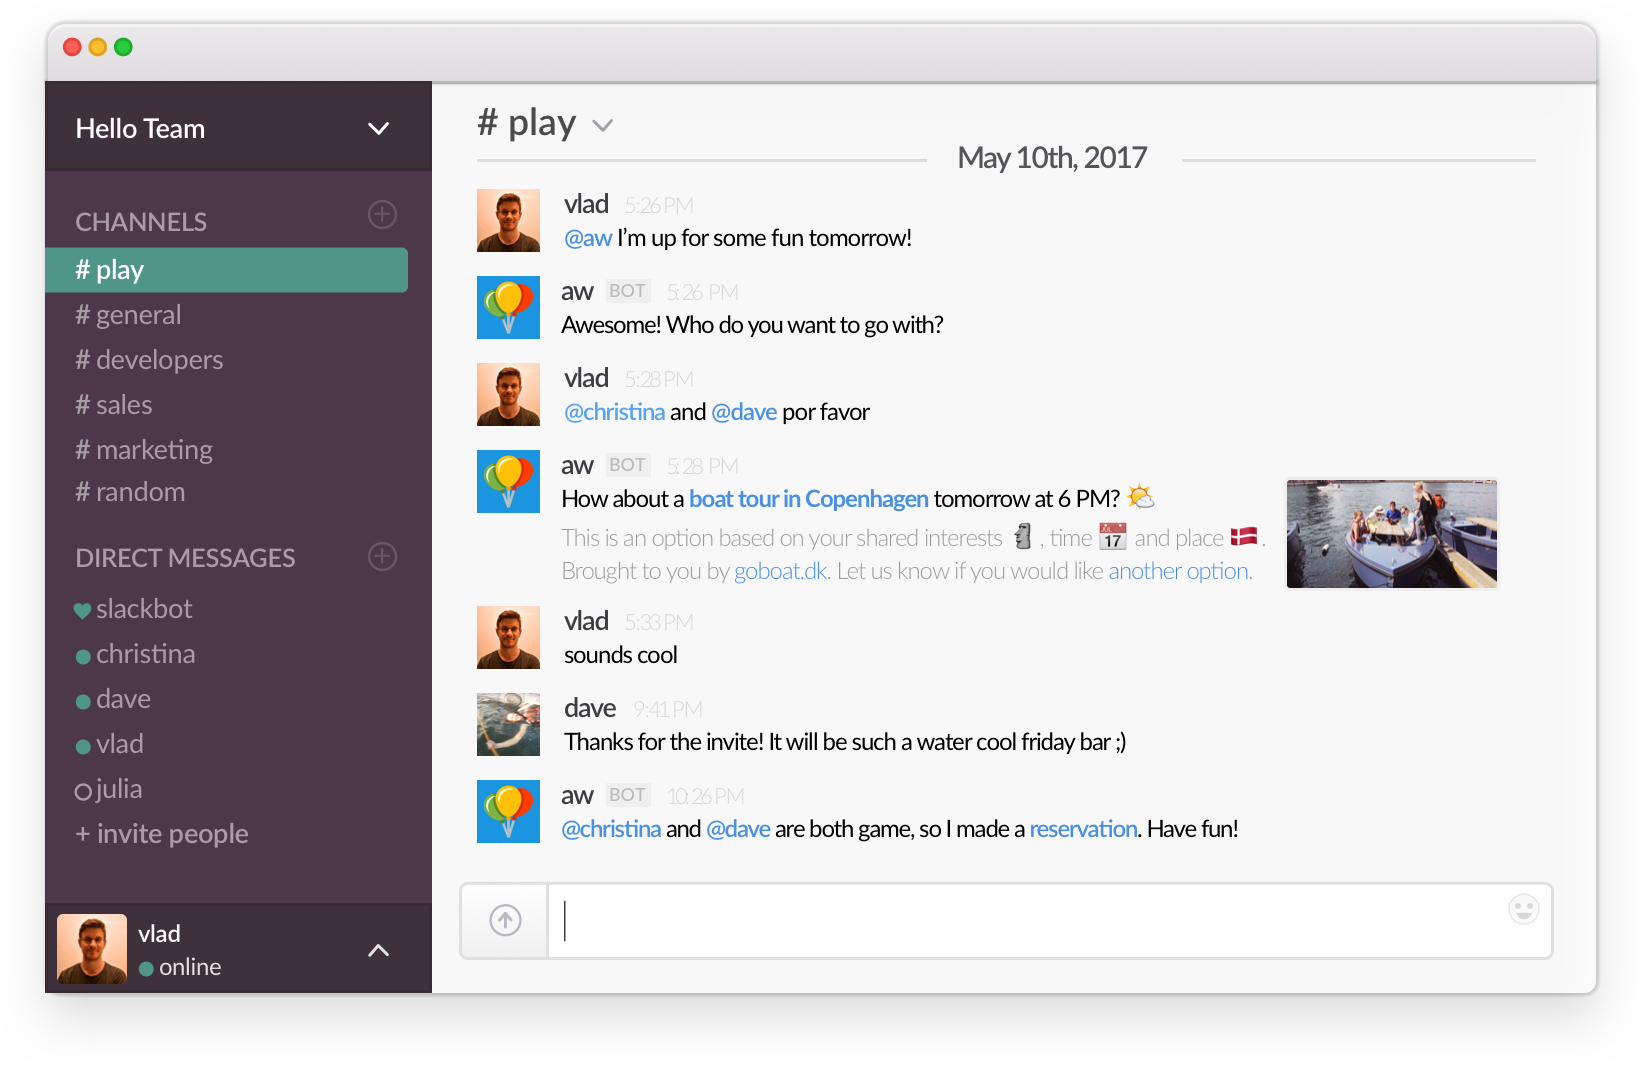 Hello Team
CHANNELS
# play
# general
# developers
# sales
# marketing
# random
DIRECT MESSAGES
slackbot
christina
dave
vlad
julia
+ invite people
vlad
online
# play
May 10th, 2017
vlad 5:26 PM
@aw I'm up for some fun tomorrow!
aw BOT 5:26 PM
Awesome! Who do you want to go with?
vlad 5:28 PM
@christina and @dave por favor
aw BOT 5:28 PM
How about a boat tour in Copenhagen tomorrow at 6 PM? 🌤
This is an option based on your shared interests 🗿 , time 📅 and place 🇩🇰 .
Brought to you by goboat.dk. Let us know if you would like another option.
vlad 5:33 PM
sounds cool
dave 9:41 PM
Thanks for the invite! It will be such a water cool friday bar ;)
aw BOT 10:26 PM
@christina and @dave are both game, so I made a reservation. Have fun!